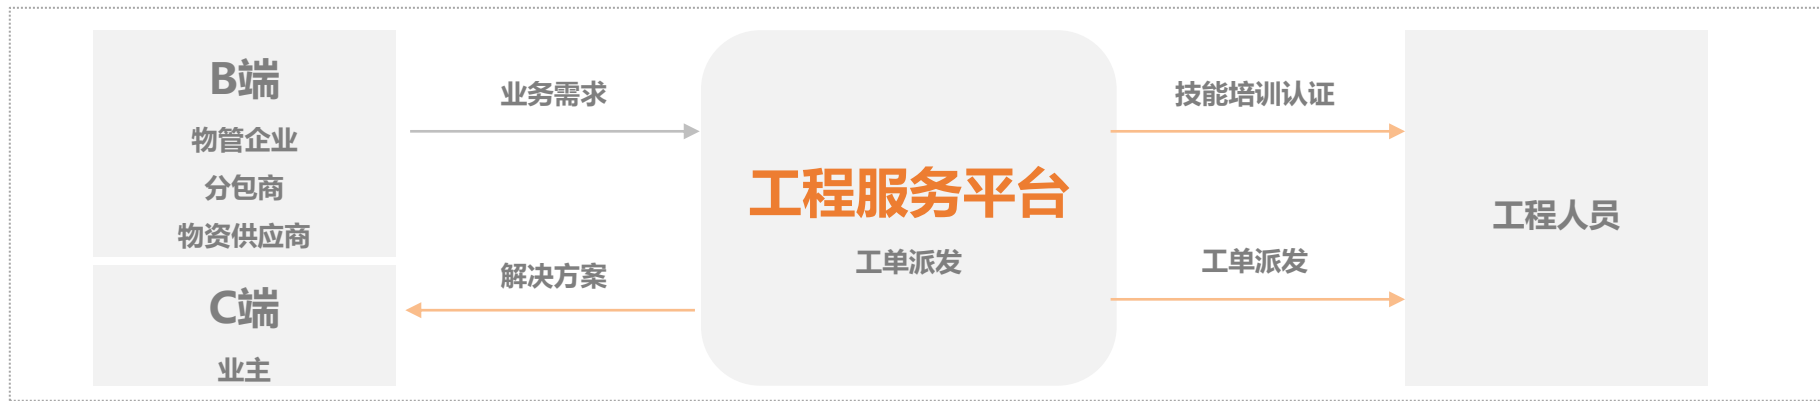 B端
物管企业
分包商
物资供应商
C端
业主
业务需求
解决方案
工程服务平台
工单派发
技能培训认证
工单派发
工程人员